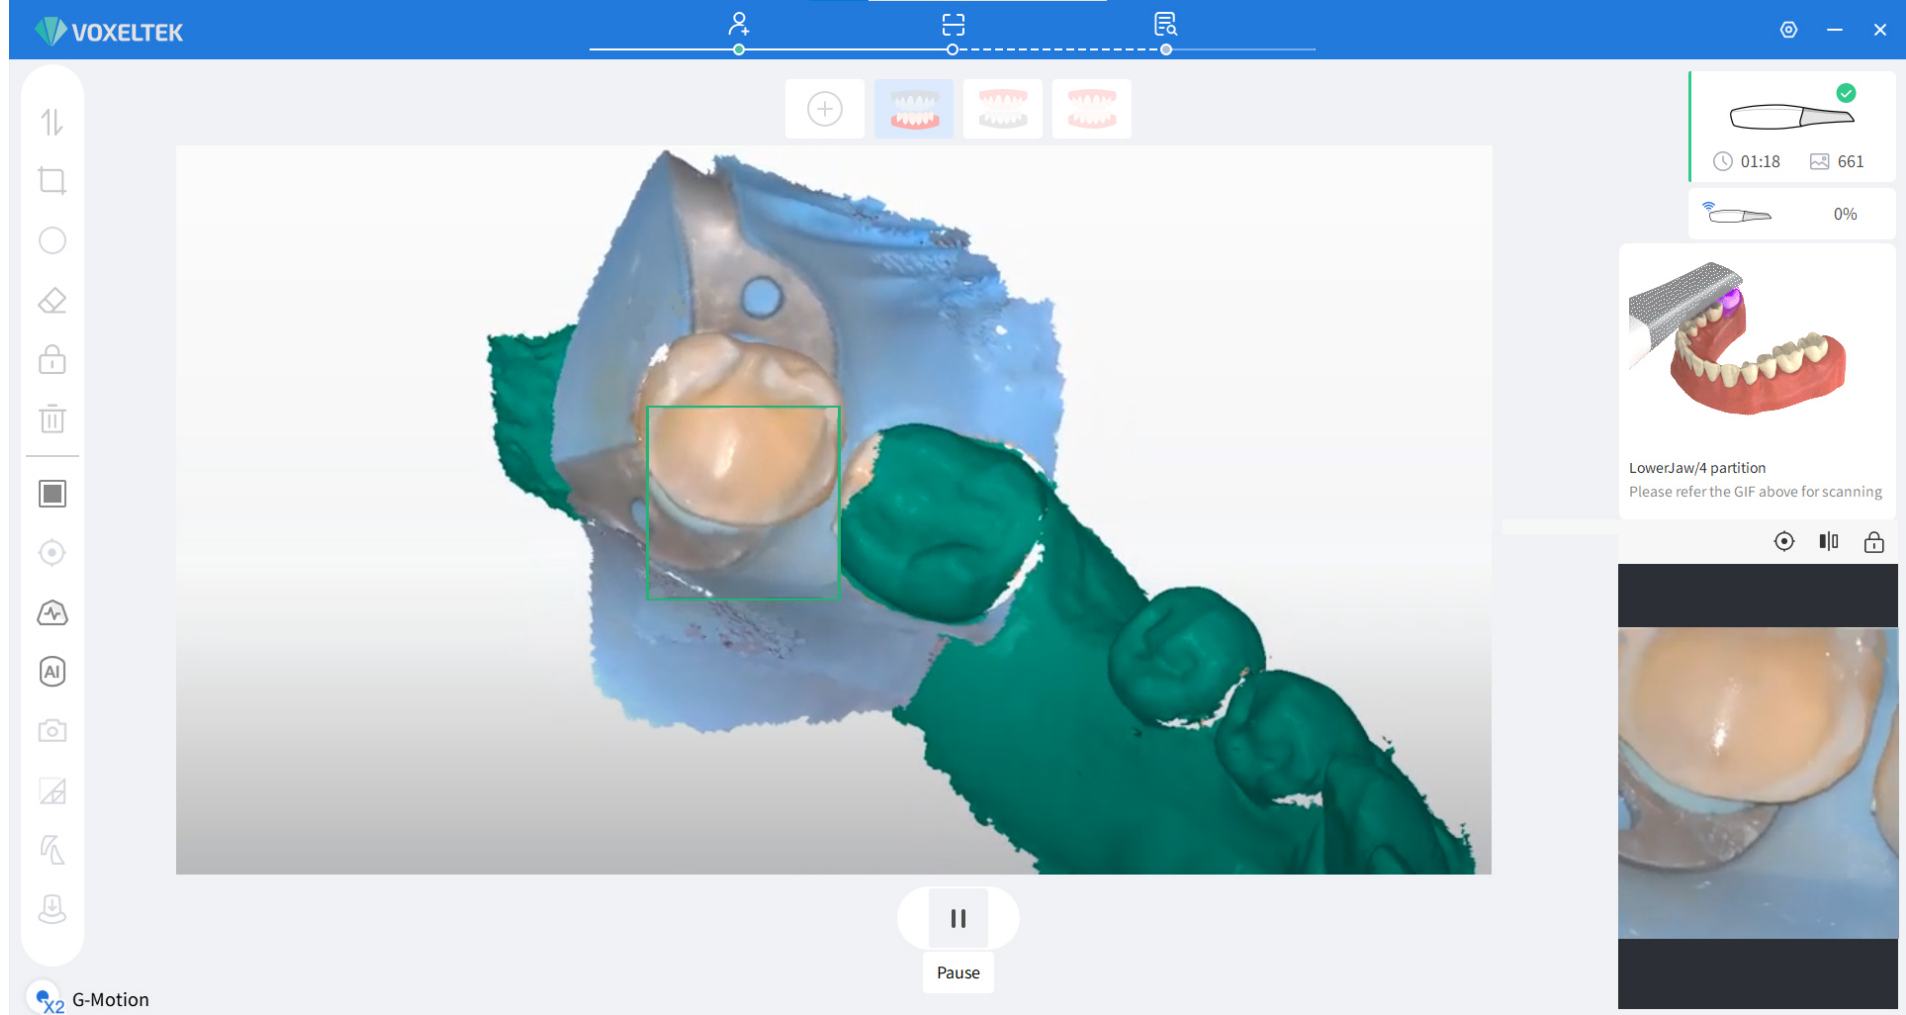 VOXELTEK
01:18
661
0%
LowerJaw/4 partition
Please refer the GIF above for scanning
AI
Pause
X2
G-Motion